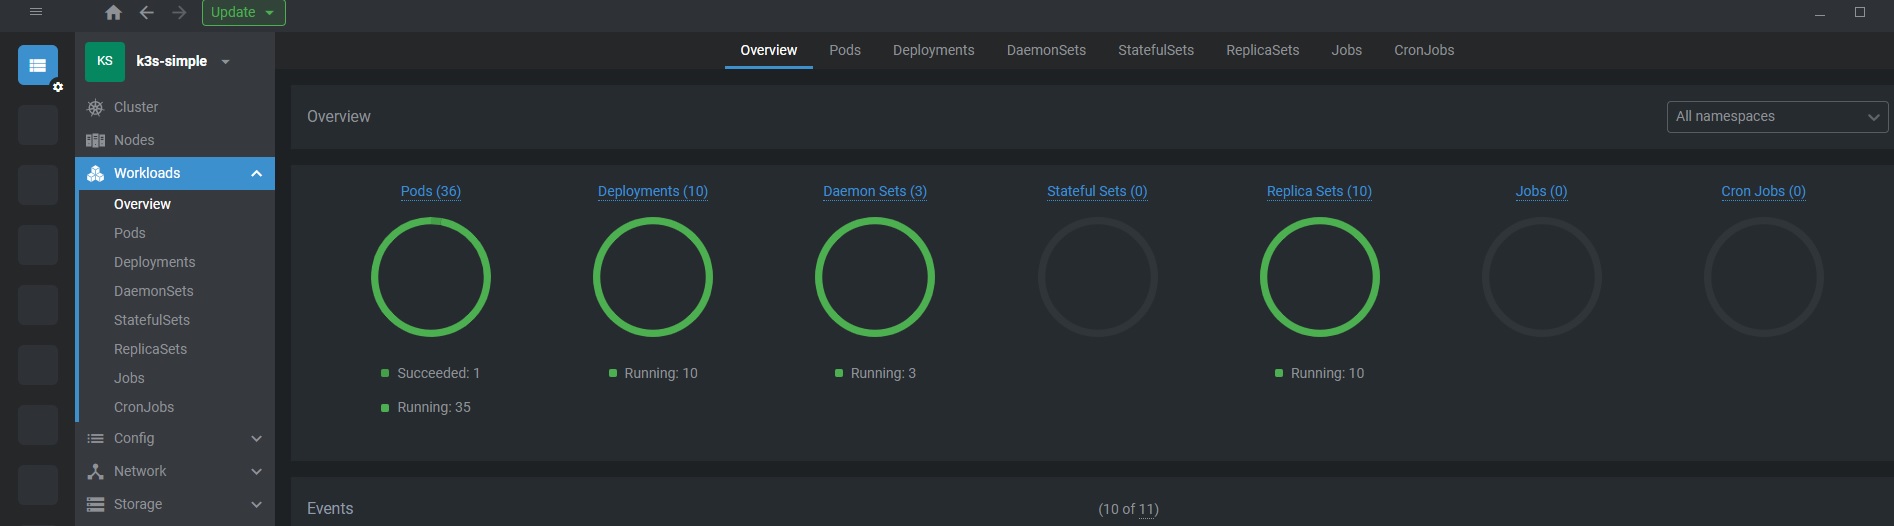 Update
KS
k3s-simple
Cluster
Nodes
Workloads
Overview
Pods
Deployments
DaemonSets
StatefulSets
ReplicaSets
Jobs
CronJobs
Config
Network
Storage
Overview Pods Deployments DaemonSets StatefulSets ReplicaSets Jobs CronJobs
Overview
All namespaces
Pods (36) Deployments (10) Daemon Sets (3) Stateful Sets (0) Replica Sets (10) Jobs (0) Cron Jobs (0)
Succeeded: 1 Running: 10 Running: 3 Running: 10
Running: 35
Events (10 of 11)